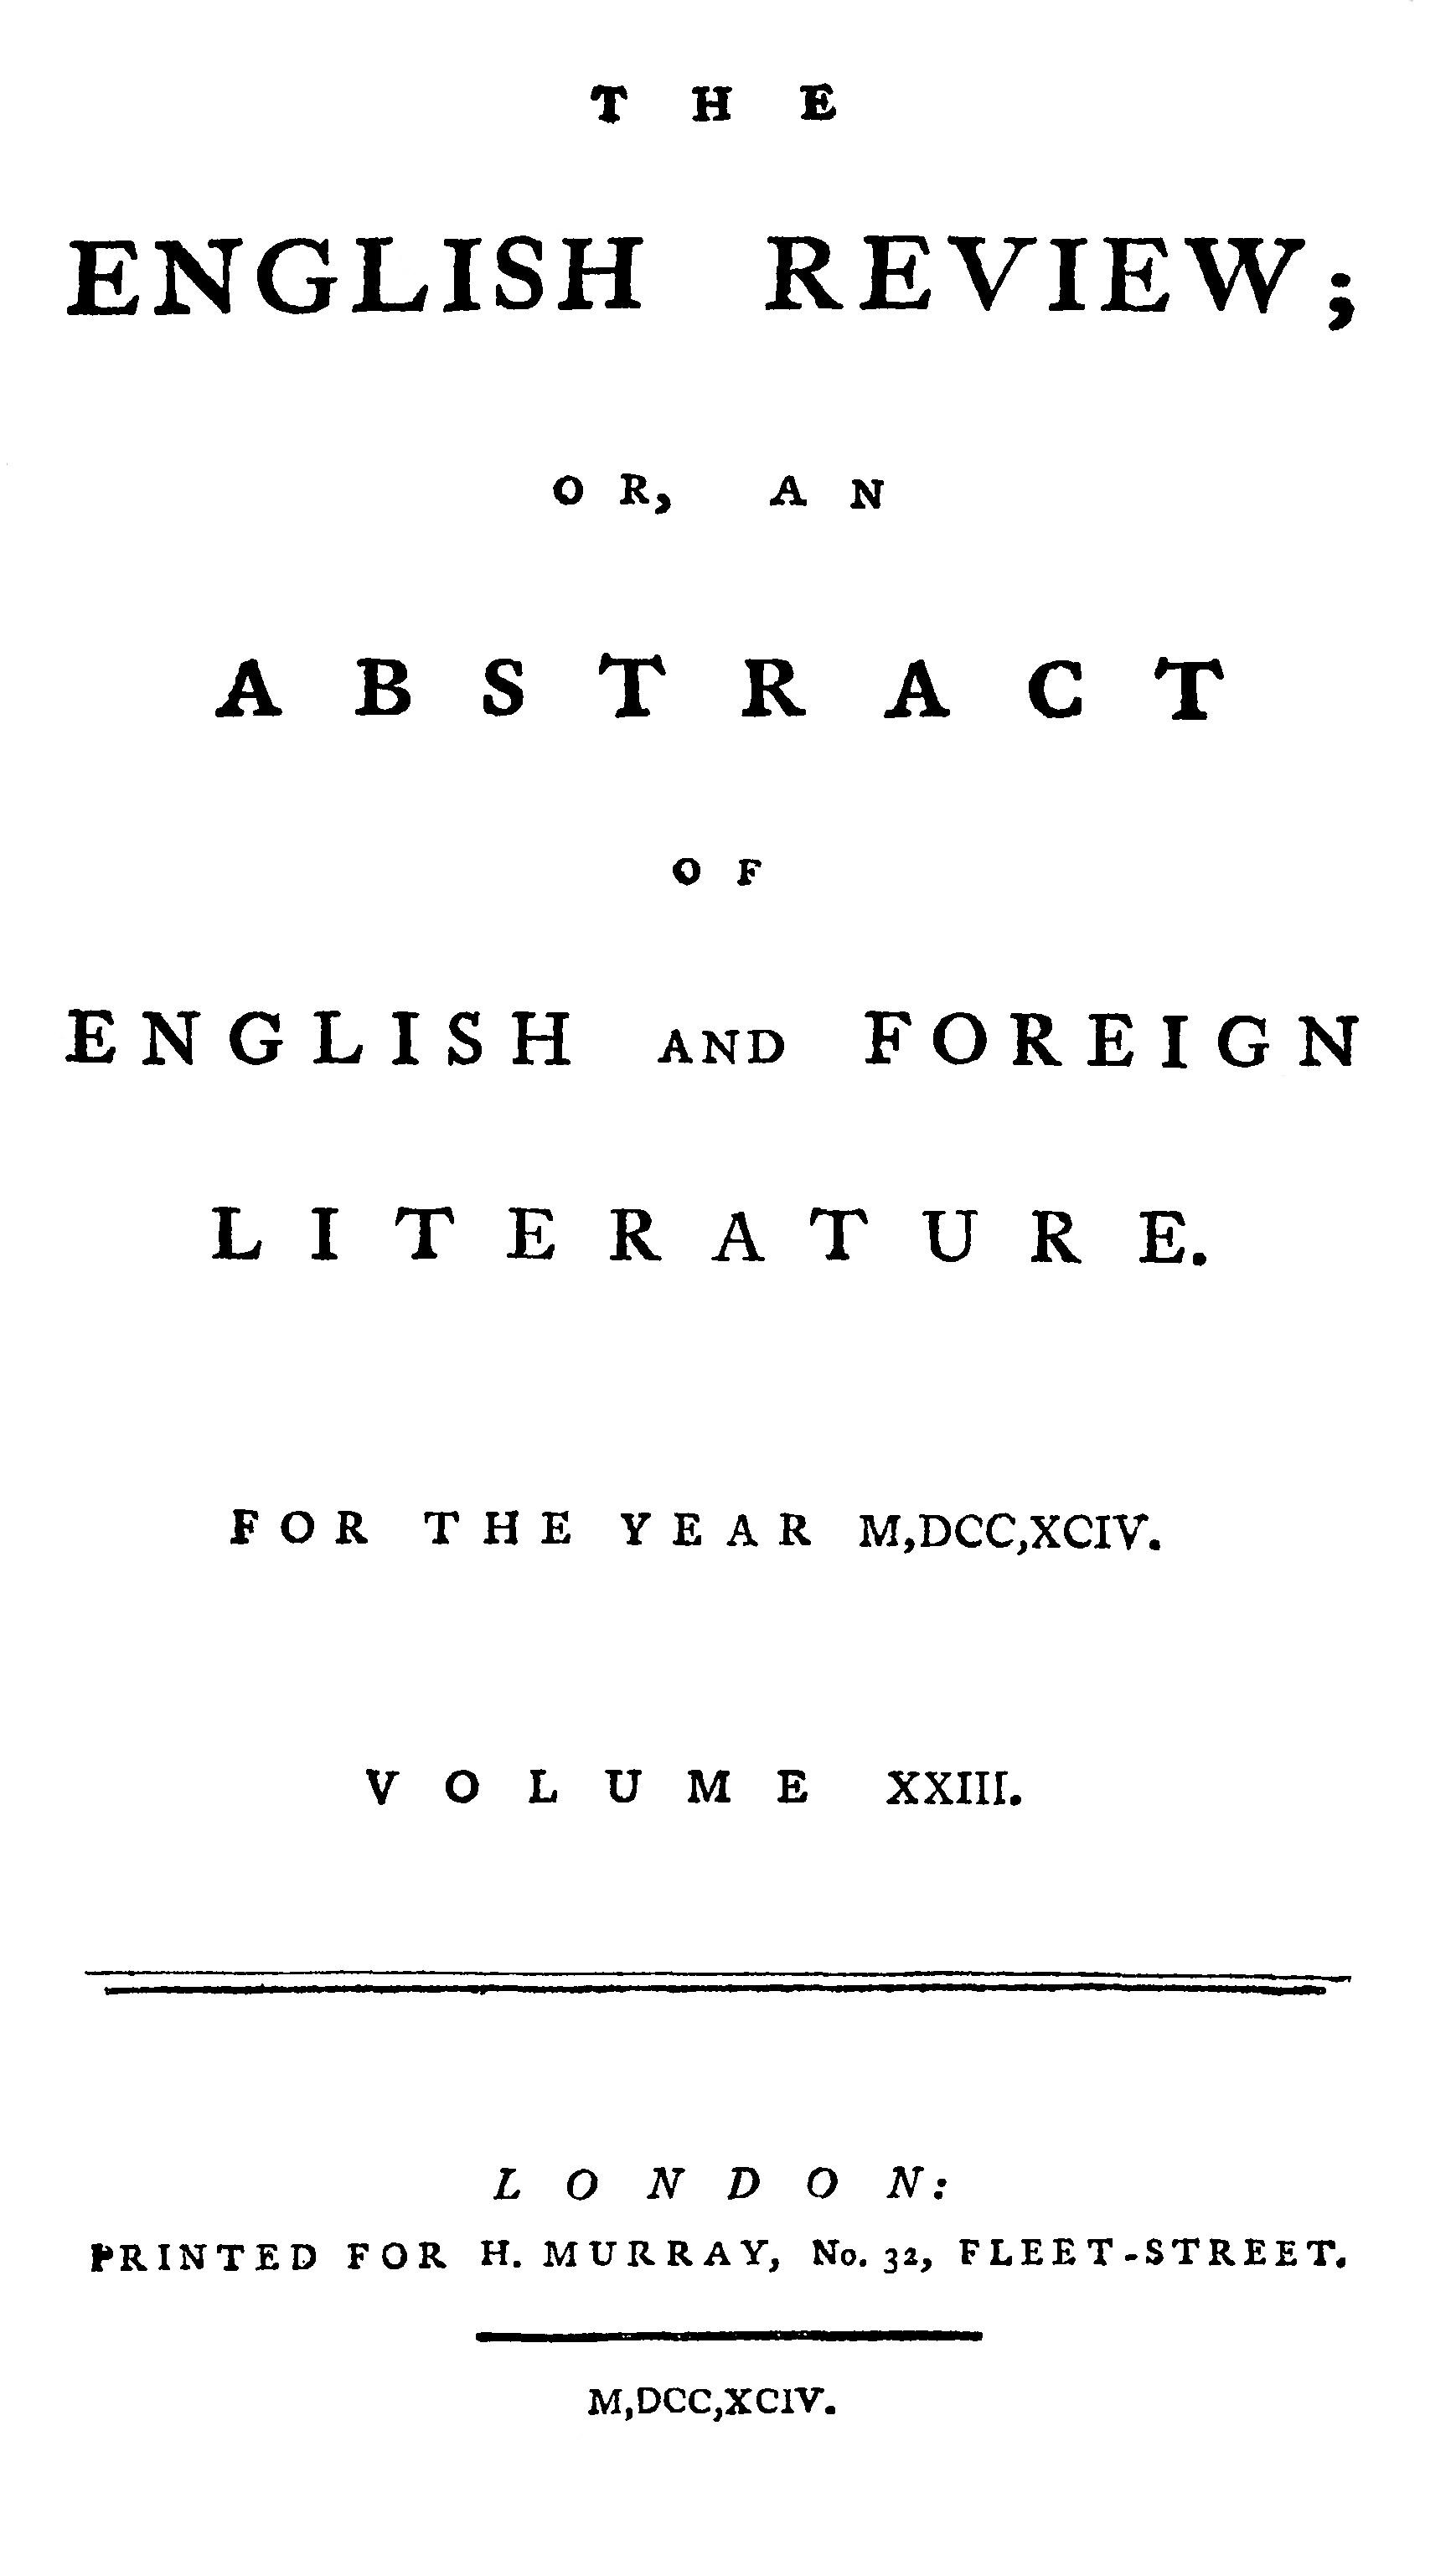 THE
ENGLISH REVIEW;
OR, AN
ABSTRACT
OF
ENGLISH AND FOREIGN
LITERATURE.
FOR THE YEAR M,DCC,XCIV.
VOLUME XXIII.
LONDON:
PRINTED FOR H. MURRAY, No. 32, FLEET-STREET.
M,DCC,XCIV.